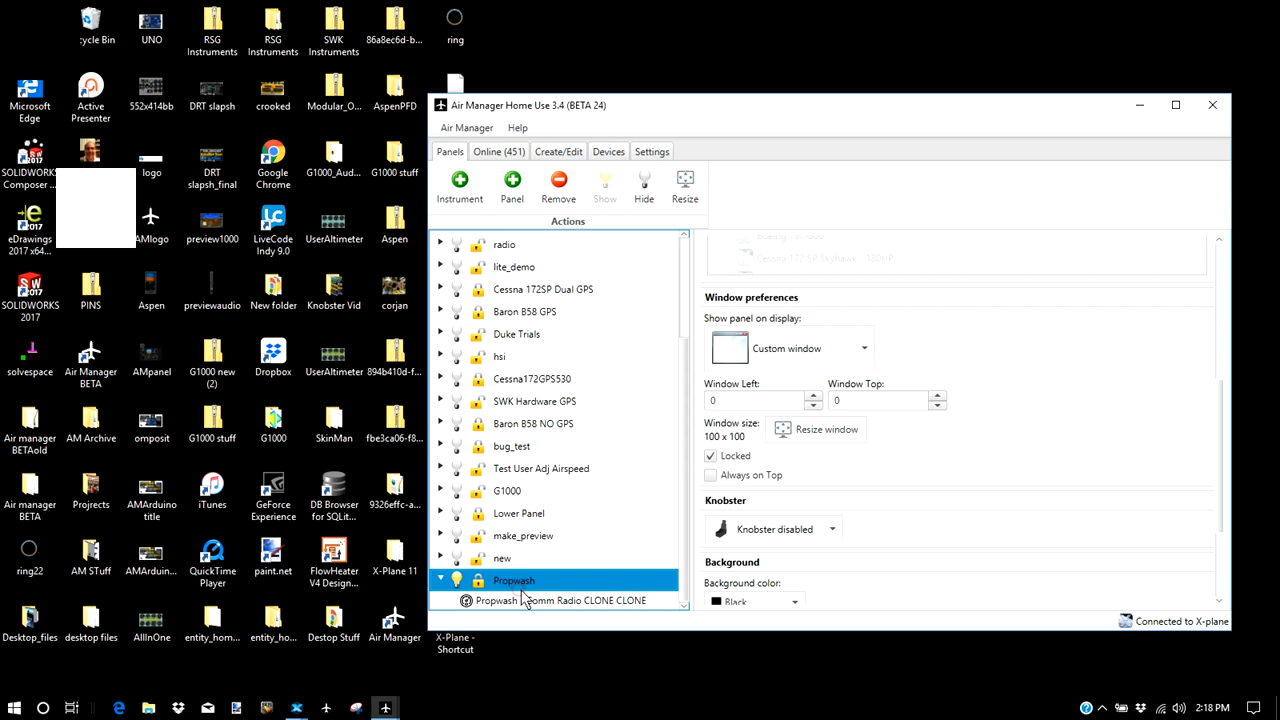 :ycle Bin
UNO
RSG Instruments
RSG Instruments
SWK Instruments
86a8ec6d-b...
ring
Microsoft Edge
Active Presenter
552x414bb
DRT slapsh
crooked
Modular_O...
AspenPFD
SOLIDWORKS Composer ...
logo
DRT slapsh_final
Google Chrome
G1000_Aud...
G1000 stuff
eDrawings 2017 x64...
AMlogo
preview1000
LiveCode Indy 9.0
UserAltimeter
Aspen
SOLIDWORKS 2017
PINS
Aspen
previewaudio
New folder
Knobster Vid
corjan
solvespace
Air Manager BETA
AMpanel
G1000 new (2)
Dropbox
UserAltimeter
894b410d-f...
Air manager BETAold
AM Archive
omposit
G1000 stuff
G1000
SkinMan
fbe3ca06-f8...
Air manager BETA
Projects
AMArduino title
iTunes
GeForce Experience
DB Browser for SQLit...
9326effc-a...
ring22
AM STuff
AMArduin...
QuickTime Player
paint.net
FlowHeater V4 Design...
X-Plane 11
Desktop_files
desktop files
AllInOne
entity_hom...
entity_ho...
Destop Stuff
Air Manager
X-Plane - Shortcut
Air Manager Home Use 3.4 (BETA 24)
Air Manager Help
Panels Online (451) Create/Edit Devices Settings
Instrument Panel Remove Show Hide Resize
Actions
radio
lite_demo
Cessna 172SP Dual GPS
Baron B58 GPS
Duke Trials
hsi
Cessna172GPS530
SWK Hardware GPS
Baron B58 NO GPS
bug_test
Test User Adj Airspeed
G1000
Lower Panel
make_preview
new
Propwash
Propwash omm Radio CLONE CLONE
Cessna 172 SP Skyhawk - 180HP
Window preferences
Show panel on display:
Custom window
Window Left: Window Top:
0 0
Window size:
100 x 100
Resize window
Locked
Always on Top
Knobster
Knobster disabled
Background
Background color:
Black
Connected to X-plane
2:18 PM